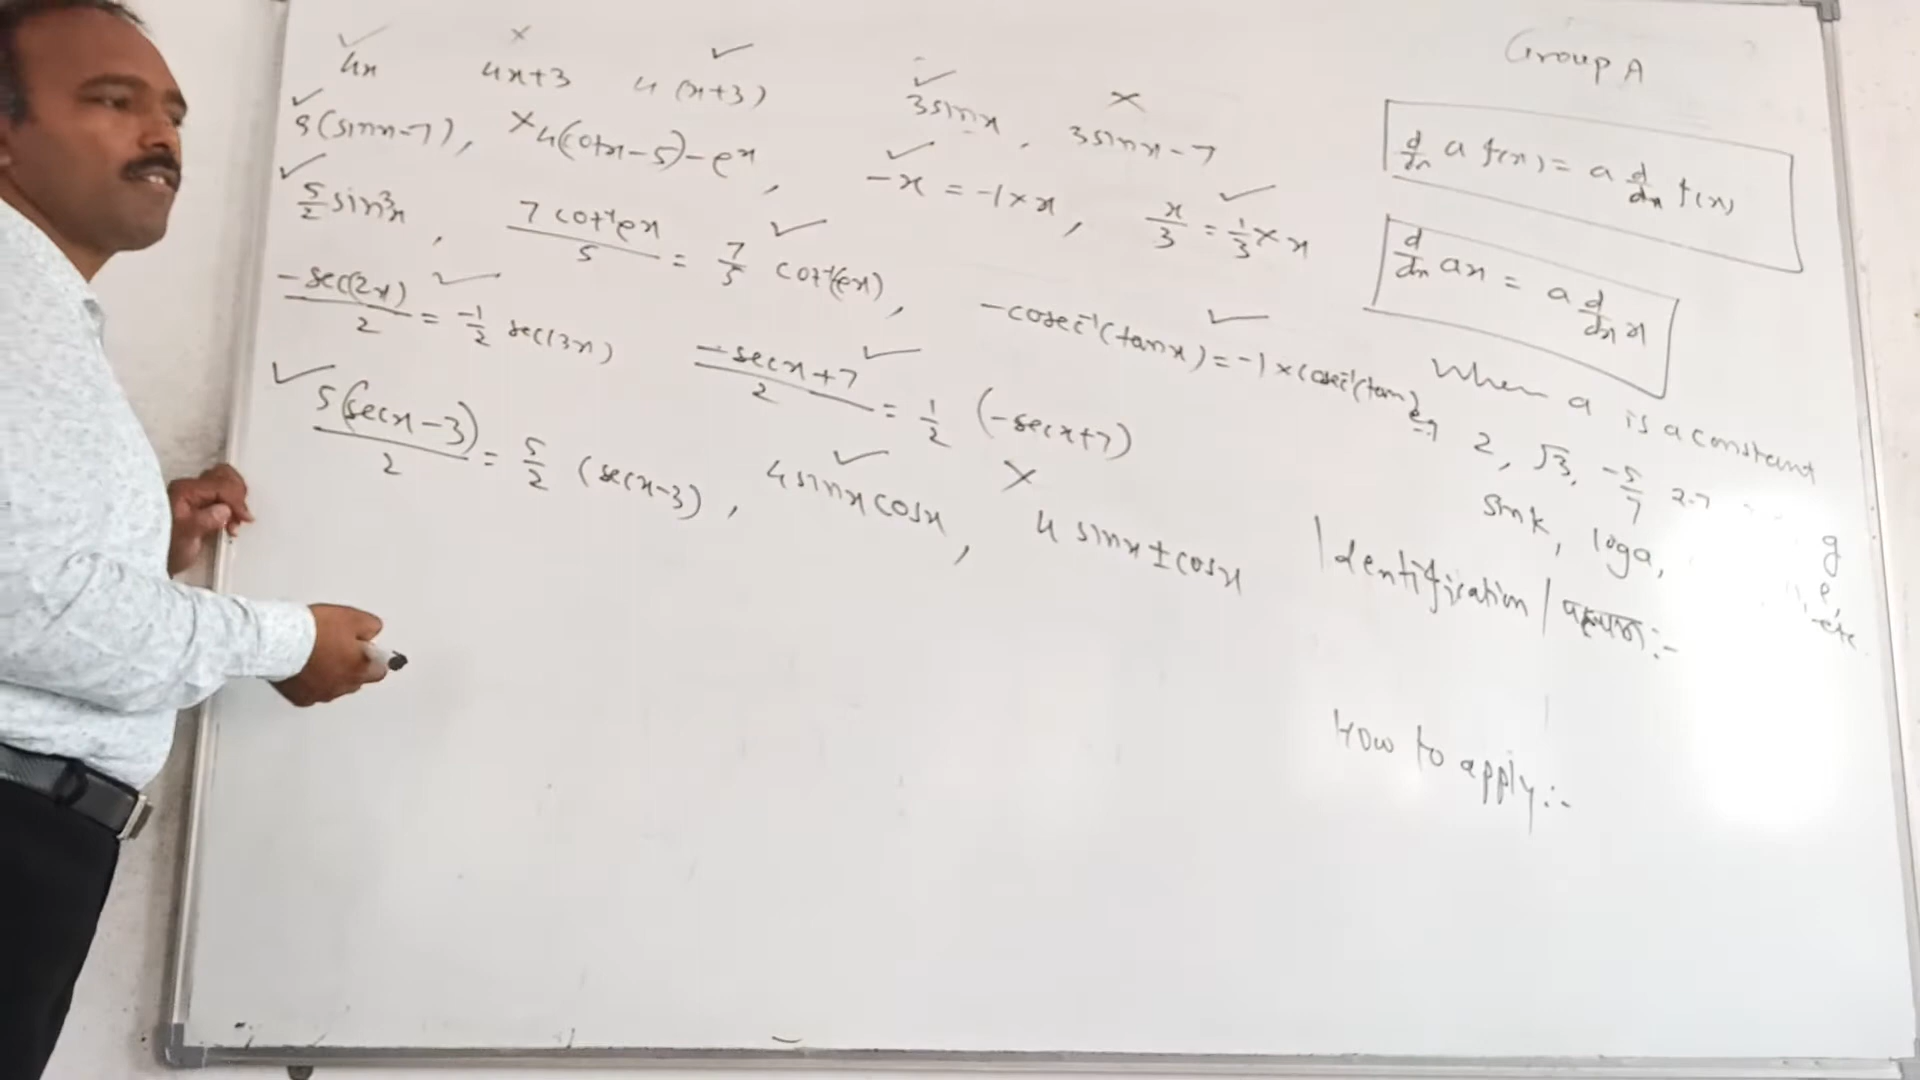 4x 4x+3 4(x+3) 3sinx, 3sinx-7
9(sinx-7), 4(cotx-5)-eˣ, -x = -1×x, x/3 = 1/3 × x
5/2 sin³x, 7cot⁻¹ex/5 = 7/5 cot⁻¹(ex), -cosec⁻¹(tanx) = -1×cosec⁻¹(tanx)
-sec(2x)/2 = -1/2 sec(3x) -secx+7/2 = 1/2 (-secx+7)
5(secx-3)/2 = 5/2 (secx-3), 4sinxcosx, 4 sinx±cosx
Group A
d/dx a f(x) = a d/dx f(x)
d/dx ax = a d/dx x
When a is a constant
eg 2, √3, -5/7 2.7
sink, loga, e, etc
Identification / पहचान:-
How to apply:-